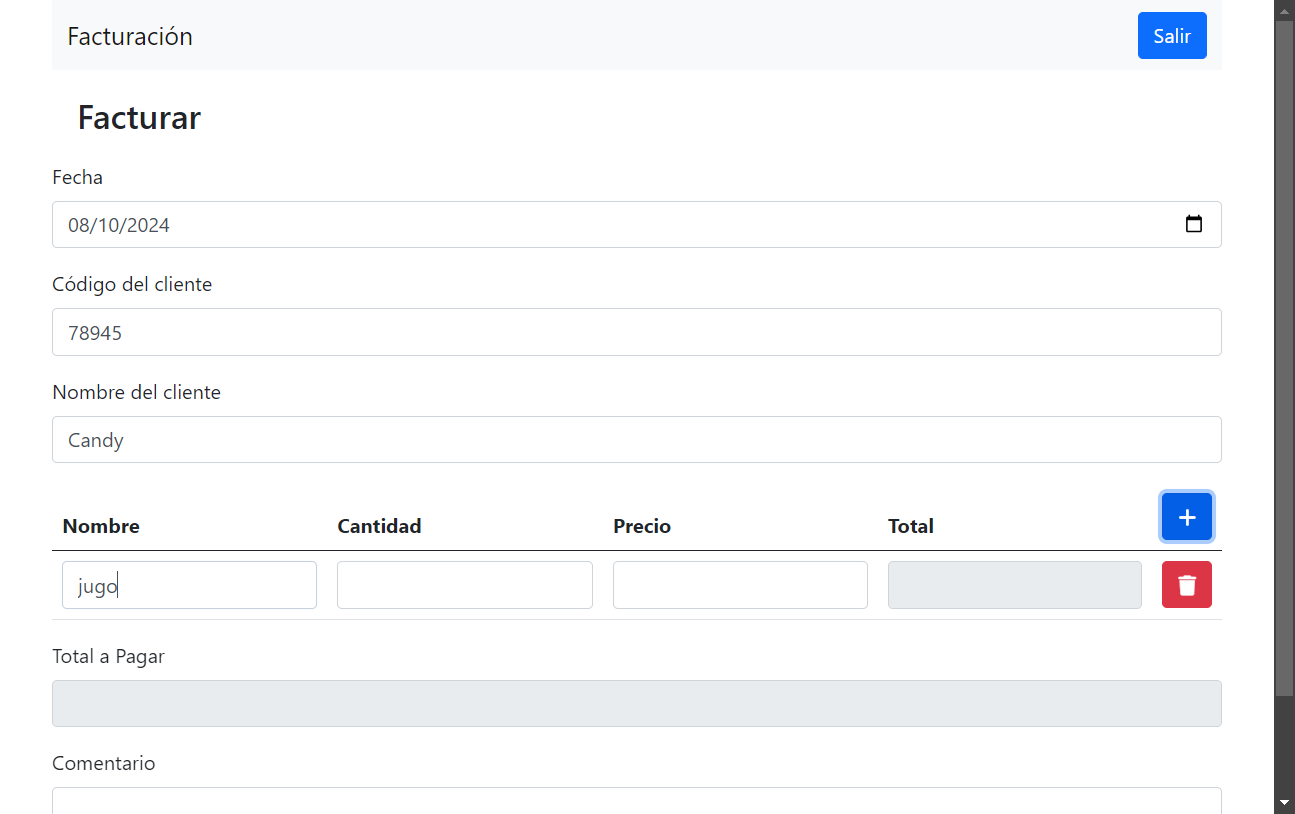 Facturación
Salir
Facturar
Fecha
08/10/2024
Código del cliente
78945
Nombre del cliente
Candy
Nombre Cantidad Precio Total
jugo
Total a Pagar
Comentario